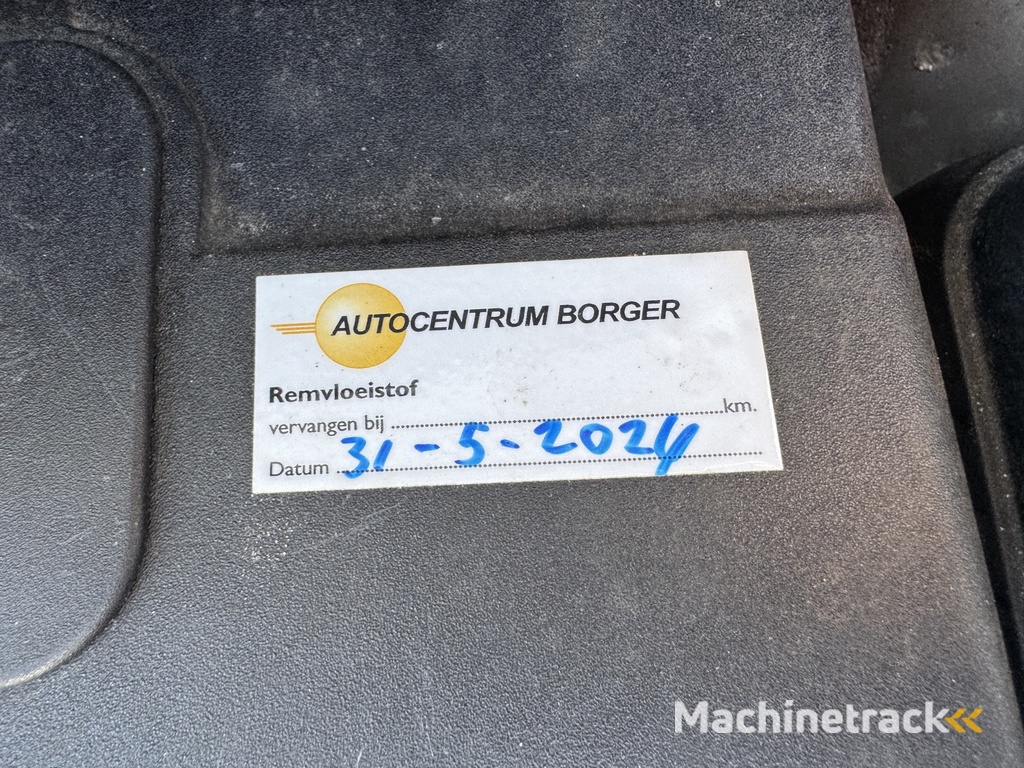 AUTOCENTRUM BORGER
Remvloeistof
vervangen bij ........................ km.
Datum 31-5-2024
Machinetrack